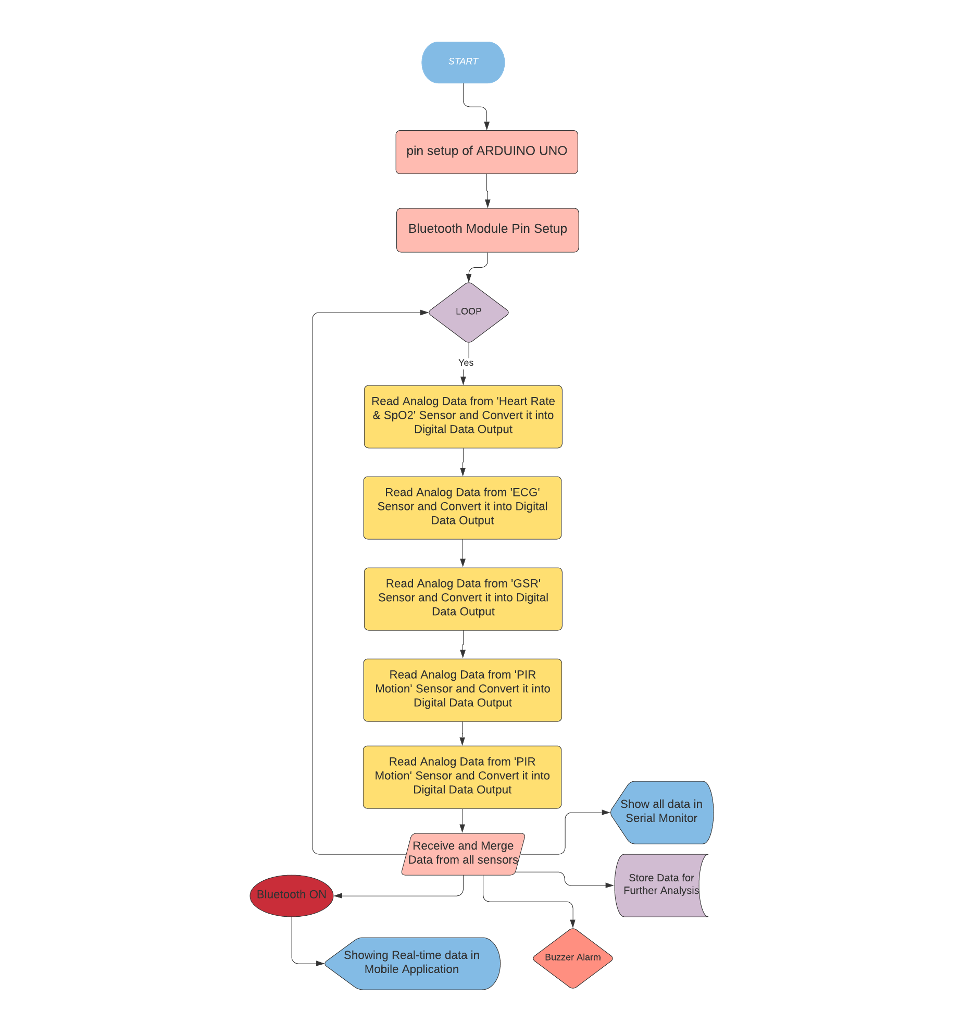 START
pin setup of ARDUINO UNO
Bluetooth Module Pin Setup
LOOP
Yes
Read Analog Data from 'Heart Rate
& SpO2' Sensor and Convert it into
Digital Data Output
Read Analog Data from 'ECG'
Sensor and Convert it into Digital
Data Output
Read Analog Data from 'GSR'
Sensor and Convert it into Digital
Data Output
Read Analog Data from 'PIR
Motion' Sensor and Convert it into
Digital Data Output
Read Analog Data from 'PIR
Motion' Sensor and Convert it into
Digital Data Output
Show all data in
Serial Monitor
Receive and Merge
Data from all sensors
Store Data for
Further Analysis
Bluetooth ON
Showing Real-time data in
Mobile Application
Buzzer Alarm